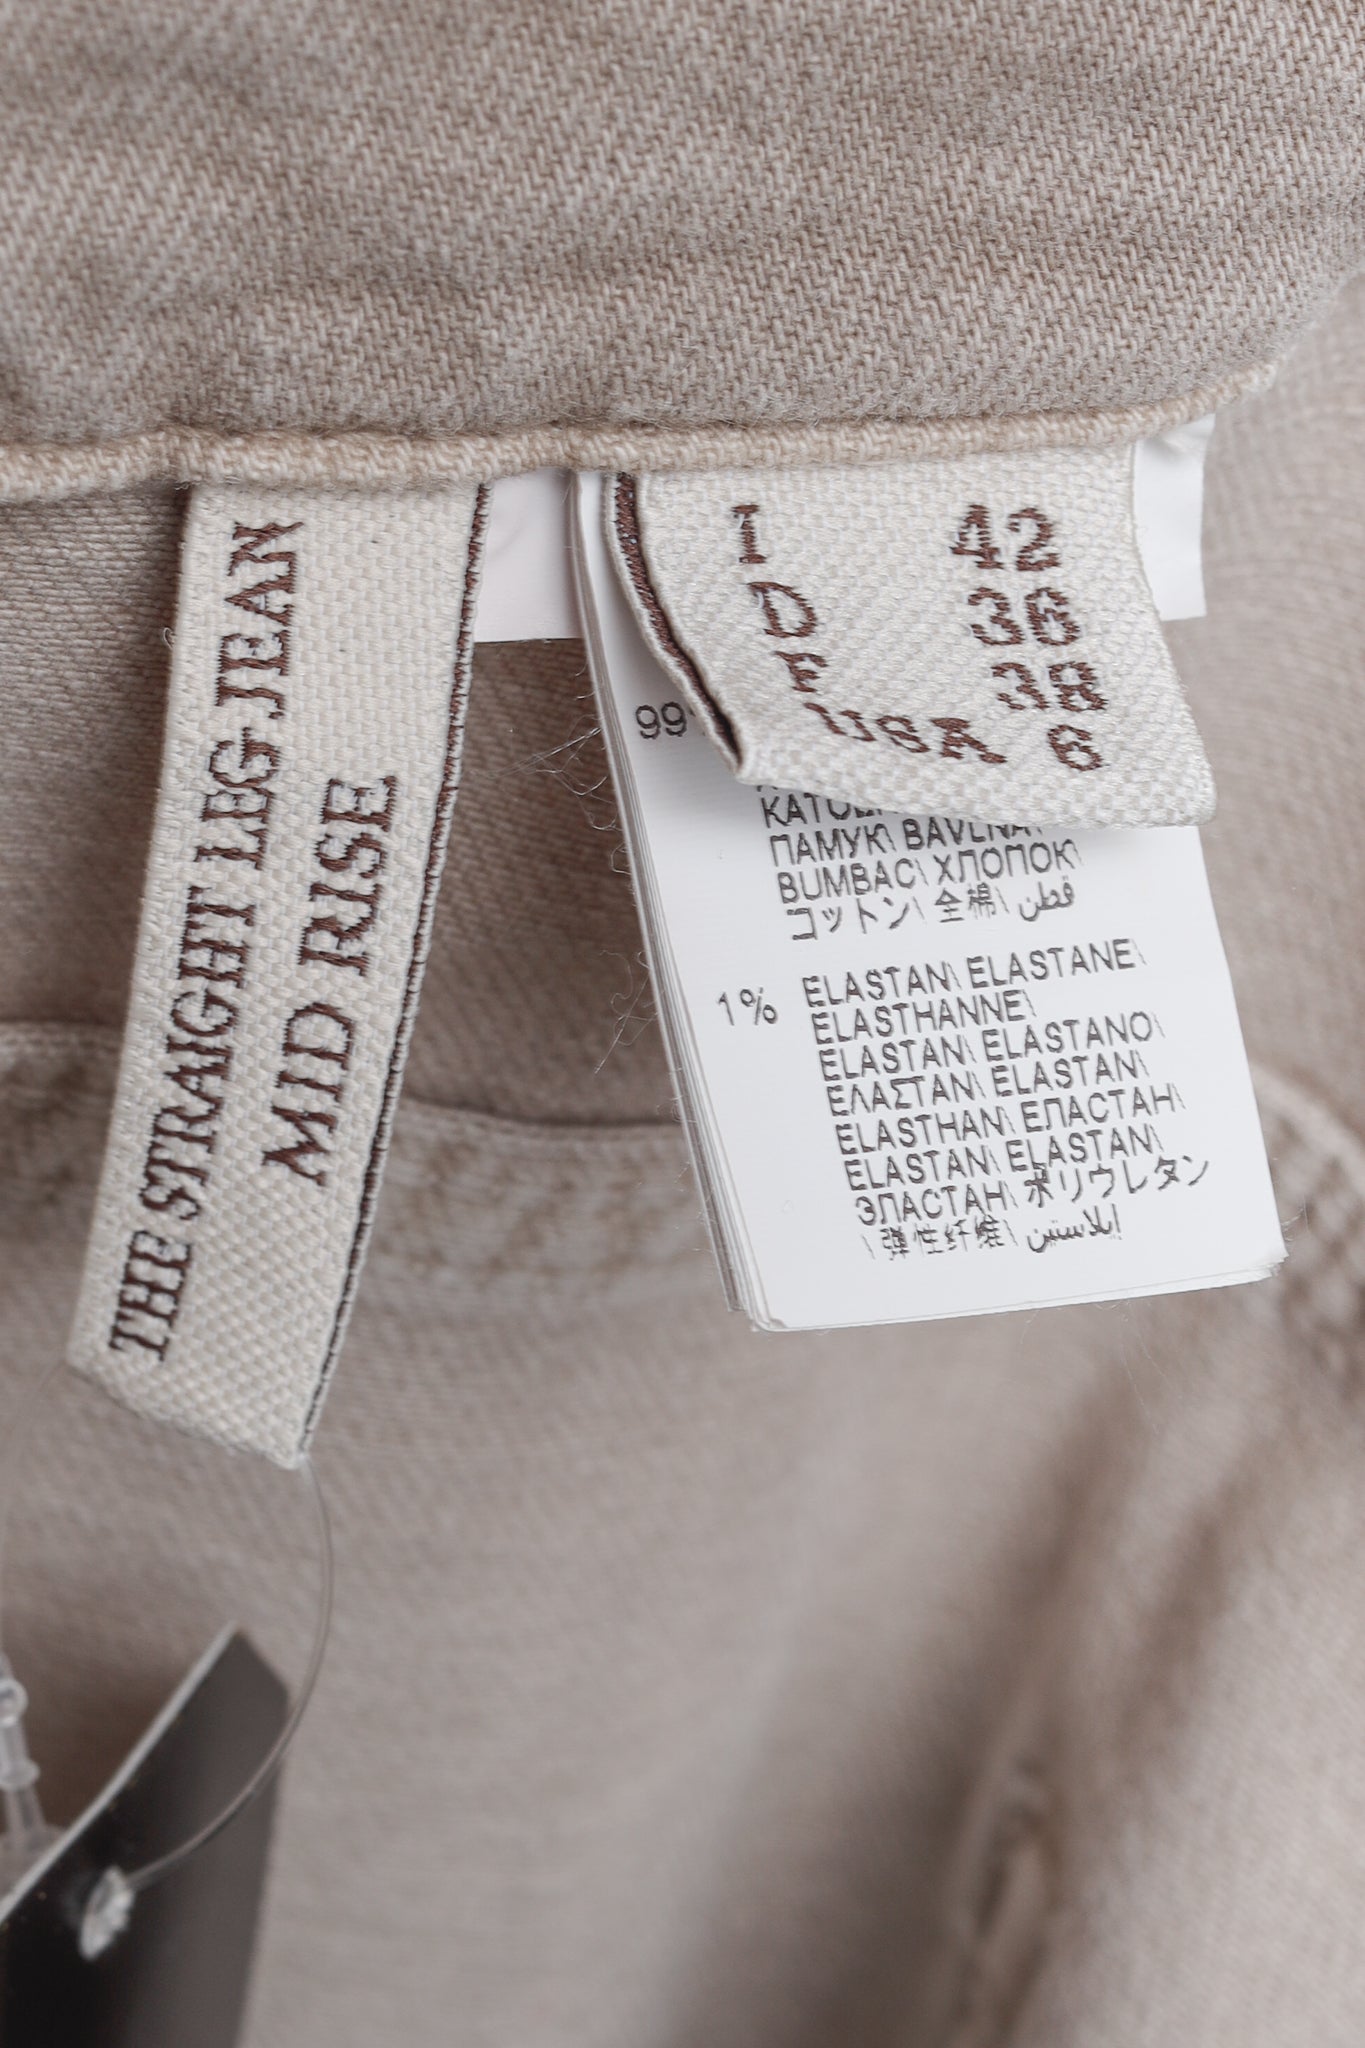 THE STRAIGHT LEG JEAN
MID RISE
I 42
D 36
F 38
USA 6
99
ПАМУК\ BAVLNA\
BUMBAC\ ХЛОПОК\
コットン\ 全棉\ قطن
1% ELASTAN\ ELASTANE\
ELASTHANNE\
ELASTAN\ ELASTANO\
ΕΛΑΣΤΑΝ\ ELASTAN\
ELASTHAN\ ЕЛАСТАН\
ELASTAN\ ELASTAN\
ЭЛАСТАН\ ポリウレタン
\ 弹性纤维\ إيلاستين